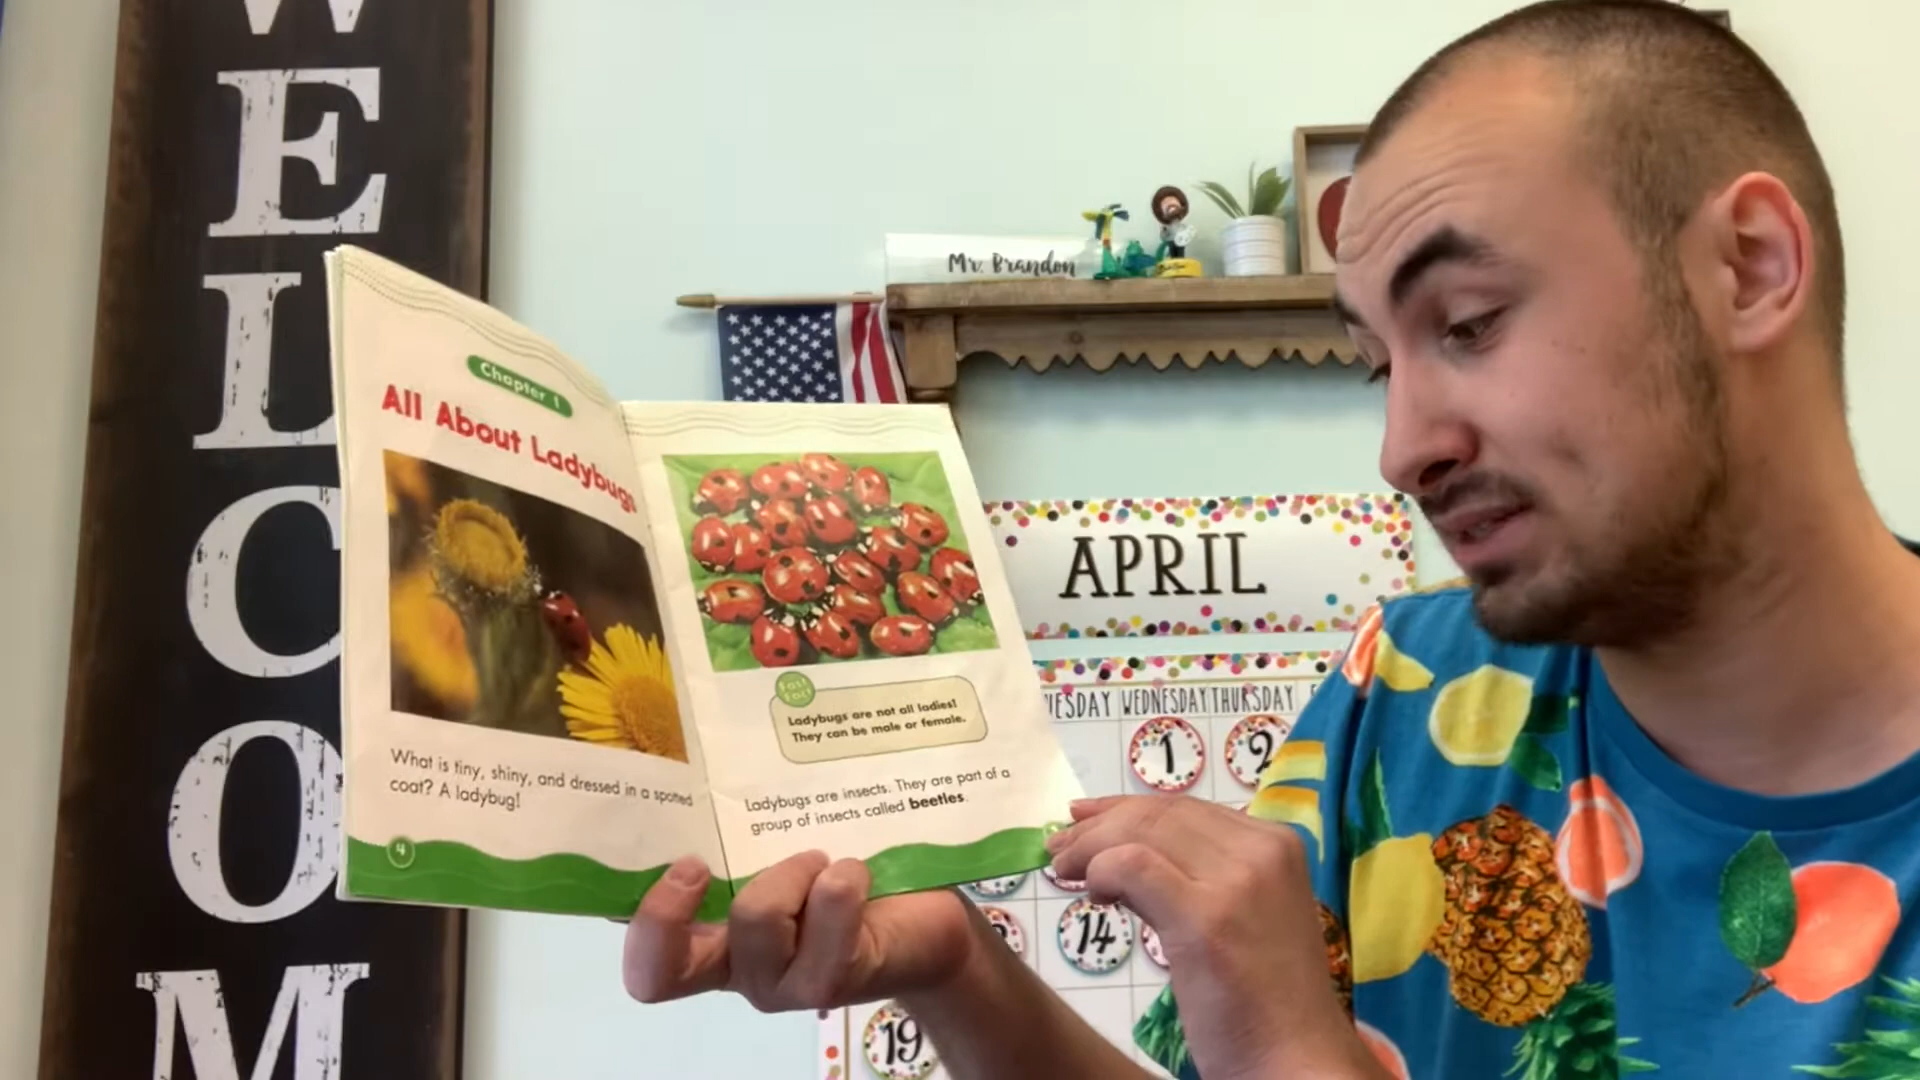 WELCOM
Mr. Brandon
Chapter 1
All About Ladybugs
What is tiny, shiny, and dressed in a spotted
coat? A ladybug!
4
Fast
Fact
Ladybugs are not all ladies!
They can be male or female.
Ladybugs are insects. They are part of a
group of insects called beetles.
APRIL
WEDNESDAY THURSDAY
1 2
14
19